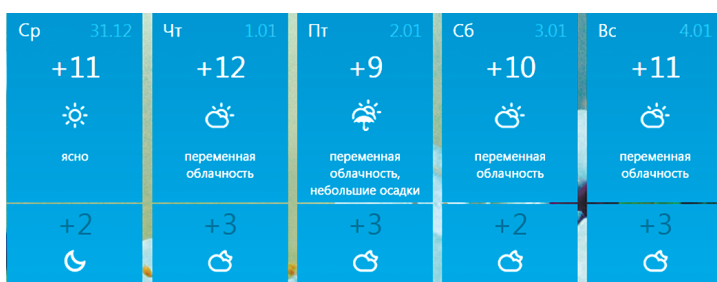 Ср 31.12
+11
ясно
+2
Чт 1.01
+12
переменная
облачность
+3
Пт 2.01
+9
переменная
облачность,
небольшие осадки
+3
Сб 3.01
+10
переменная
облачность
+2
Вс 4.01
+11
переменная
облачность
+3